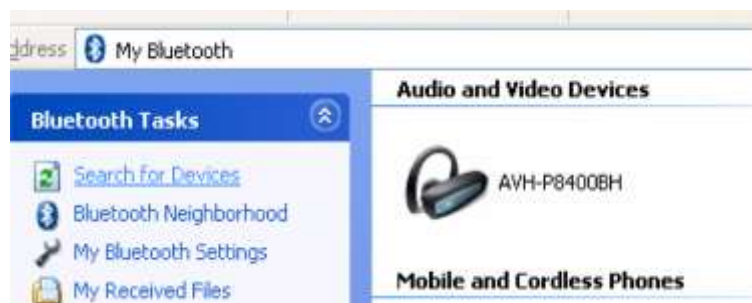 Address My Bluetooth
Bluetooth Tasks
Search for Devices
Bluetooth Neighborhood
My Bluetooth Settings
My Received Files
Audio and Video Devices
AVH-P8400BH
Mobile and Cordless Phones